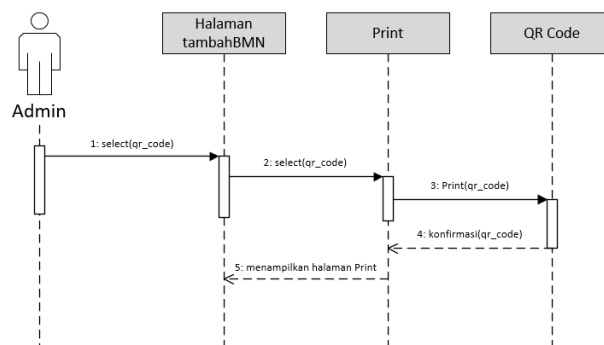 Halaman
tambahBMN
Print
QR Code
Admin
1: select(qr_code)
2: select(qr_code)
3: Print(qr_code)
4: konfirmasi(qr_code)
5: menampilkan halaman Print